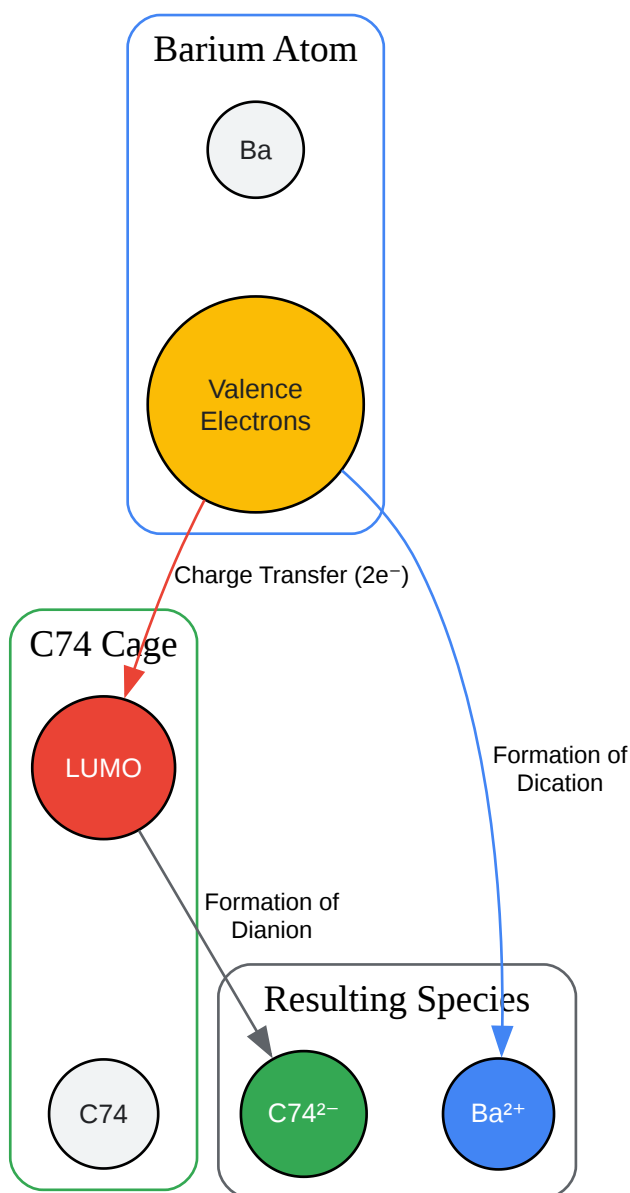 Barium Atom
Ba
Valence
Electrons
Charge Transfer (2e⁻)
C74 Cage
LUMO
Formation of
Dication
Formation of
Dianion
Resulting Species
C74
C74²⁻
Ba²⁺